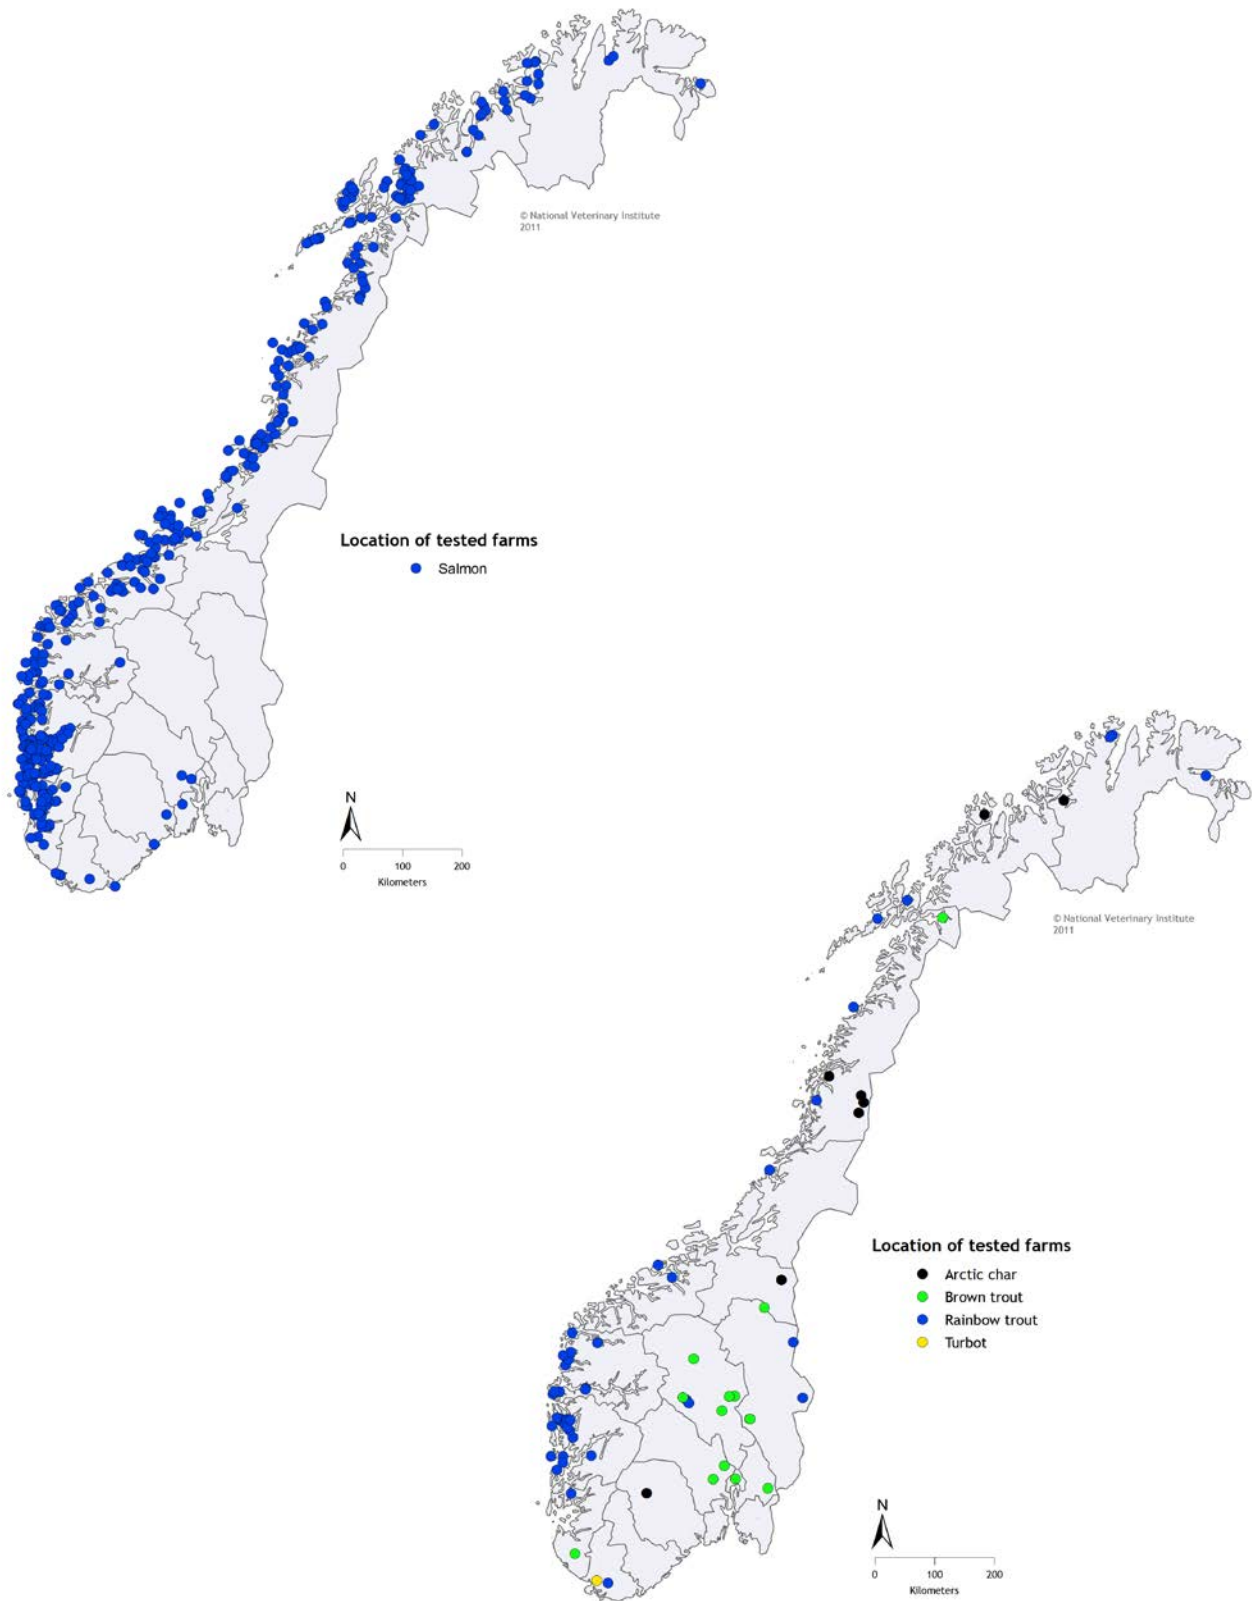 © National Veterinary Institute
2011
Location of tested farms
Salmon
N
0 100 200
Kilometers
© National Veterinary Institute
2011
Location of tested farms
Arctic char
Brown trout
Rainbow trout
Turbot
N
0 100 200
Kilometers